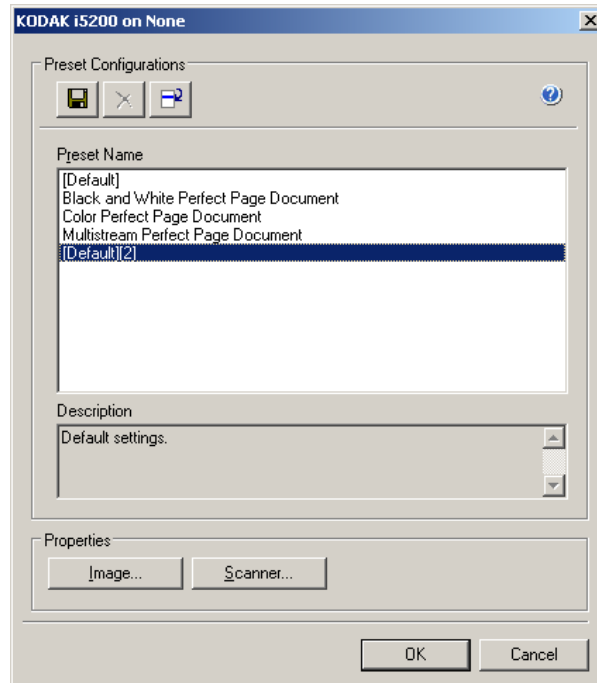 KODAK i5200 on None
Preset Configurations
Preset Name
[Default]
Black and White Perfect Page Document
Color Perfect Page Document
Multistream Perfect Page Document
[Default][2]
Description
Default settings.
Properties
Image... Scanner...
OK Cancel